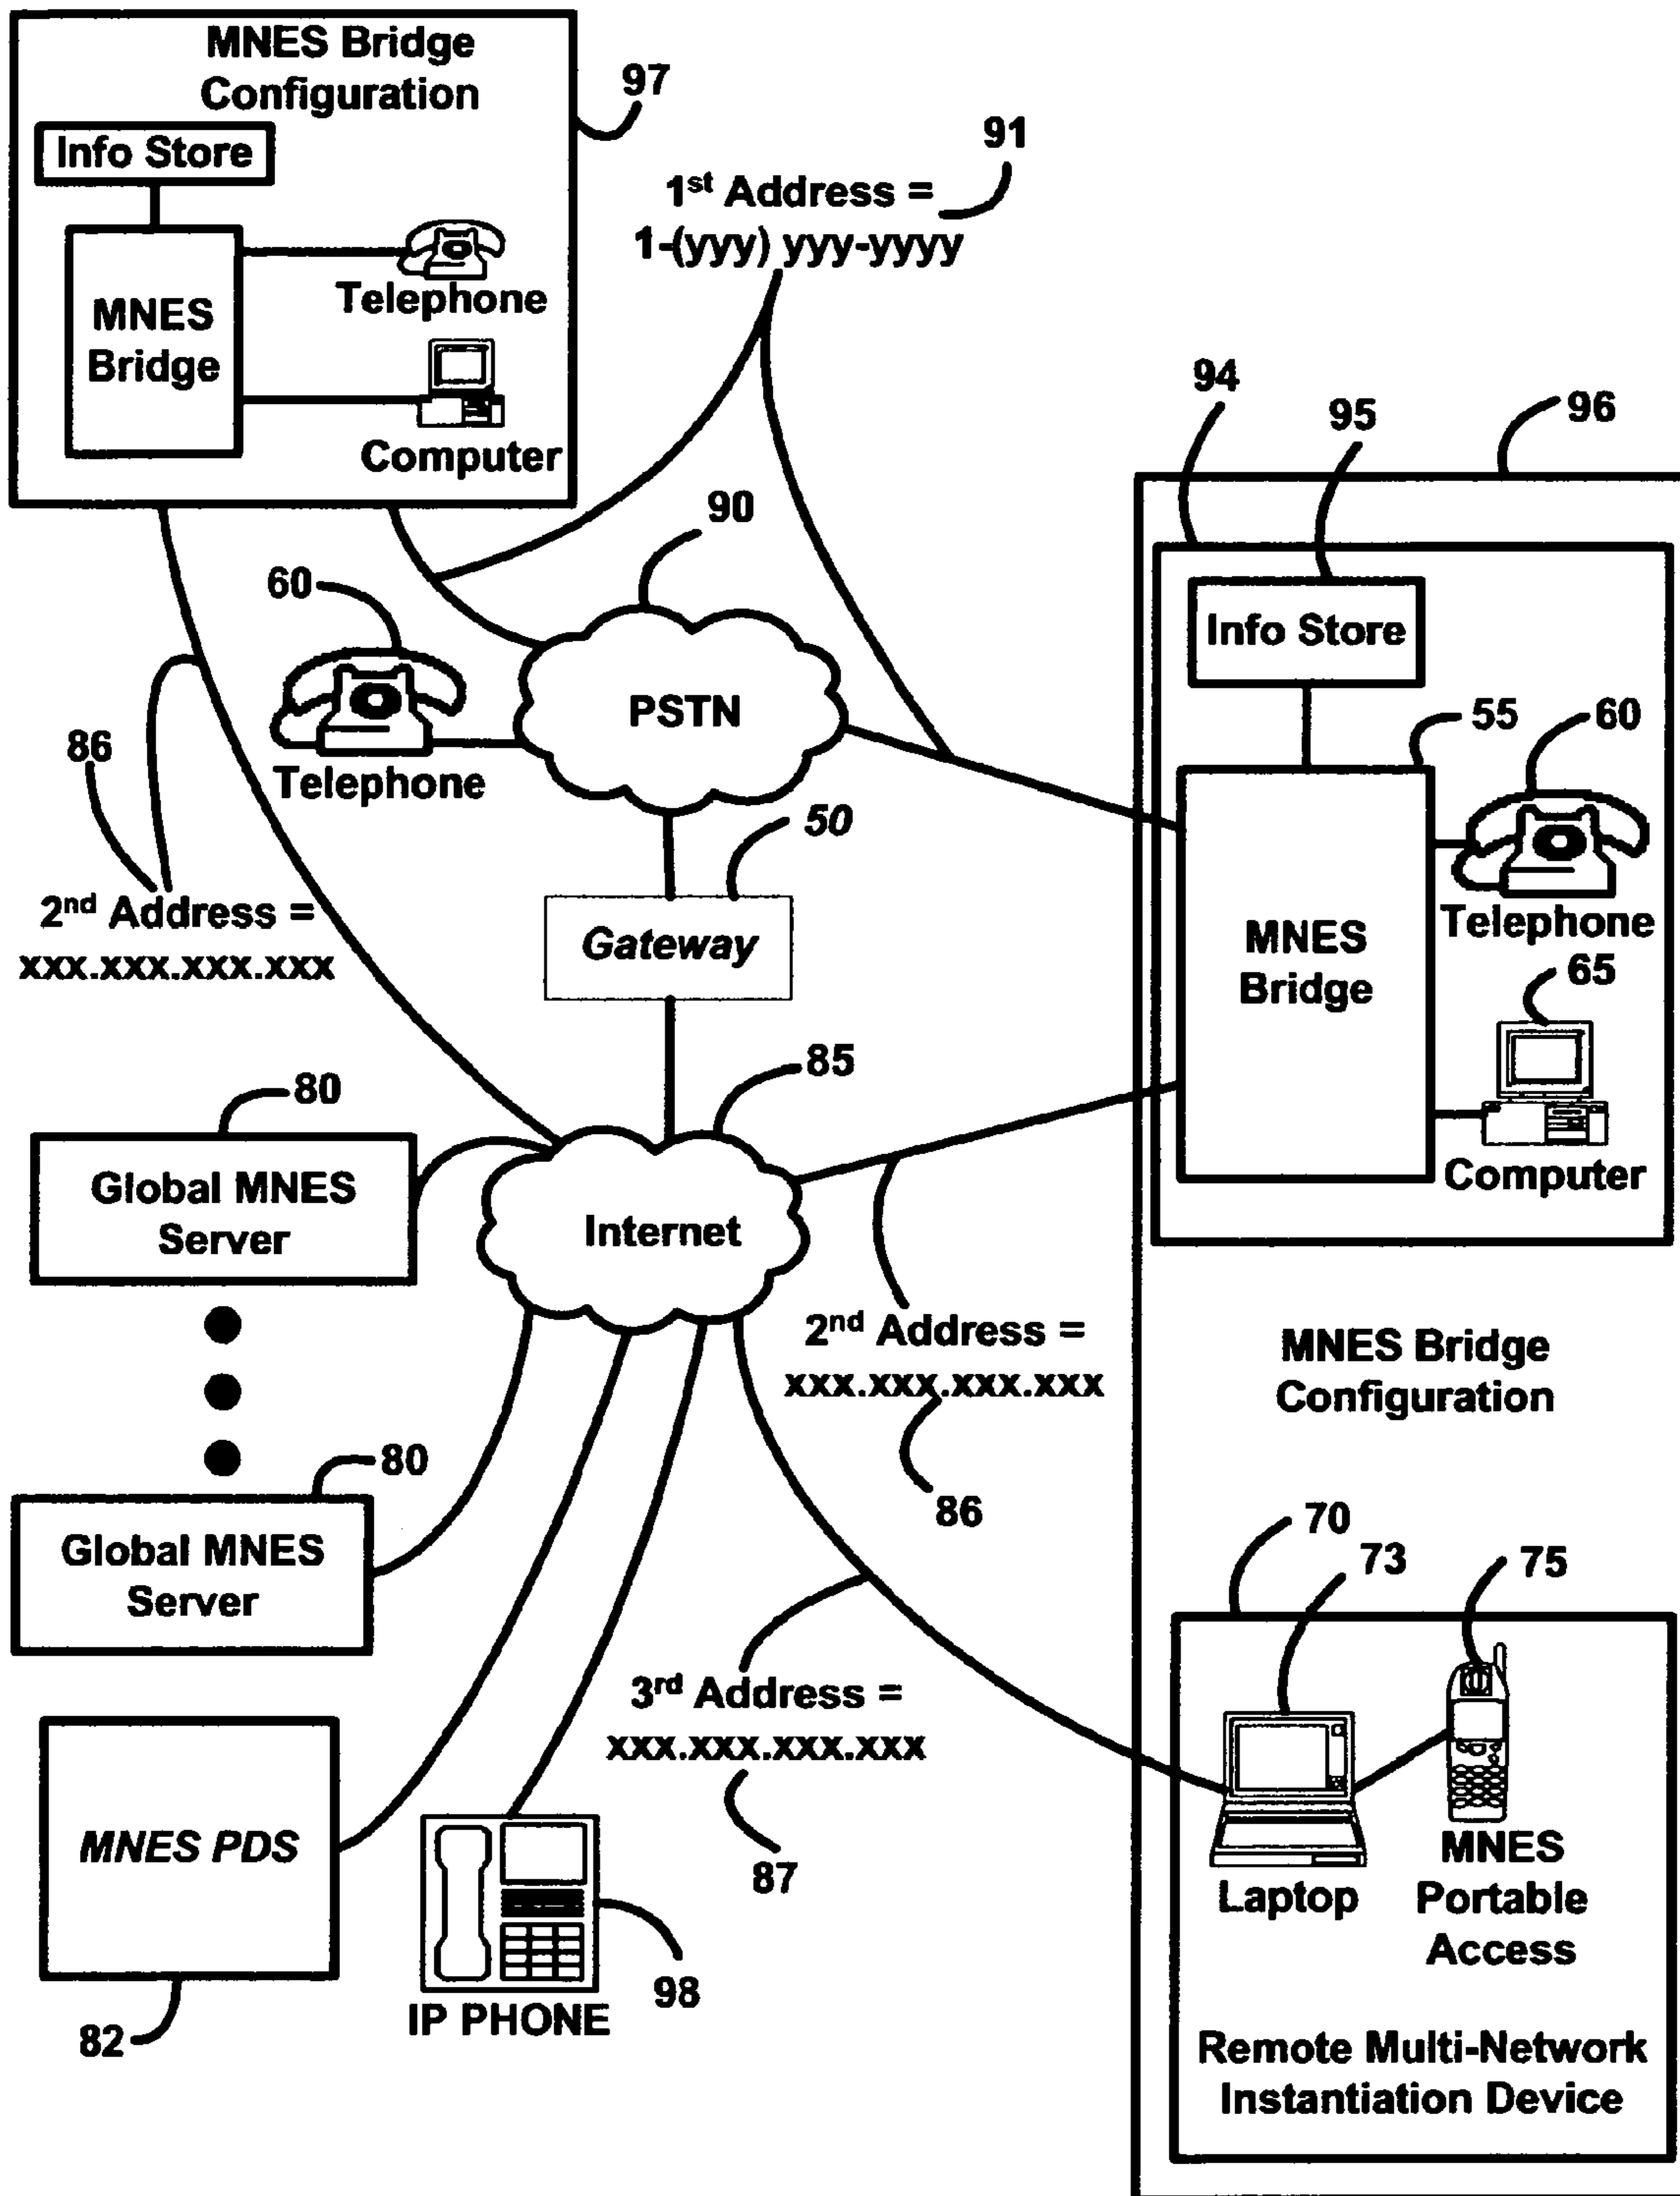 MNES Bridge
Configuration
97
Info Store
MNES
Bridge
Telephone
Computer
91
1st Address =
1-(yyy) yyy-yyyy
94
95
96
90
60
PSTN
Telephone
Info Store
55
60
86
2nd Address =
xxx.xxx.xxx.xxx
50
Gateway
MNES
Bridge
Telephone
65
Computer
85
80
Global MNES
Server
Internet
2nd Address =
xxx.xxx.xxx.xxx
86
MNES Bridge
Configuration
80
Global MNES
Server
70
73
75
3rd Address =
xxx.xxx.xxx.xxx
87
MNES PDS
82
98
IP PHONE
Laptop
MNES
Portable
Access
Remote Multi-Network
Instantiation Device